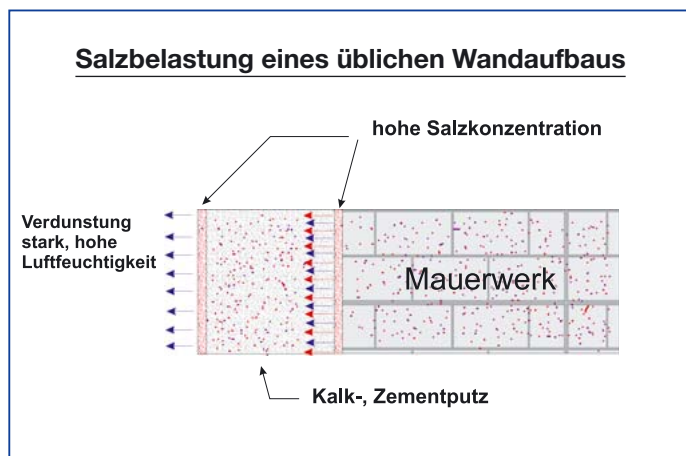 Salzbelastung eines üblichen Wandaufbaus
hohe Salzkonzentration
Verdunstung
stark, hohe
Luftfeuchtigkeit
Mauerwerk
Kalk-, Zementputz